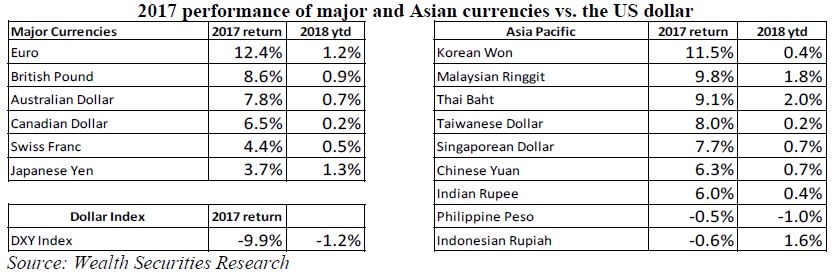 2017 performance of major and Asian currencies vs. the US dollar
Major Currencies 2017 return 2018 ytd
Euro 12.4% 1.2%
British Pound 8.6% 0.9%
Australian Dollar 7.8% 0.7%
Canadian Dollar 6.5% 0.2%
Swiss Franc 4.4% 0.5%
Japanese Yen 3.7% 1.3%
Dollar Index 2017 return
DXY Index -9.9% -1.2%
Asia Pacific 2017 return 2018 ytd
Korean Won 11.5% 0.4%
Malaysian Ringgit 9.8% 1.8%
Thai Baht 9.1% 2.0%
Taiwanese Dollar 8.0% 0.2%
Singaporean Dollar 7.7% 0.7%
Chinese Yuan 6.3% 0.7%
Indian Rupee 6.0% 0.4%
Philippine Peso -0.5% -1.0%
Indonesian Rupiah -0.6% 1.6%
Source: Wealth Securities Research